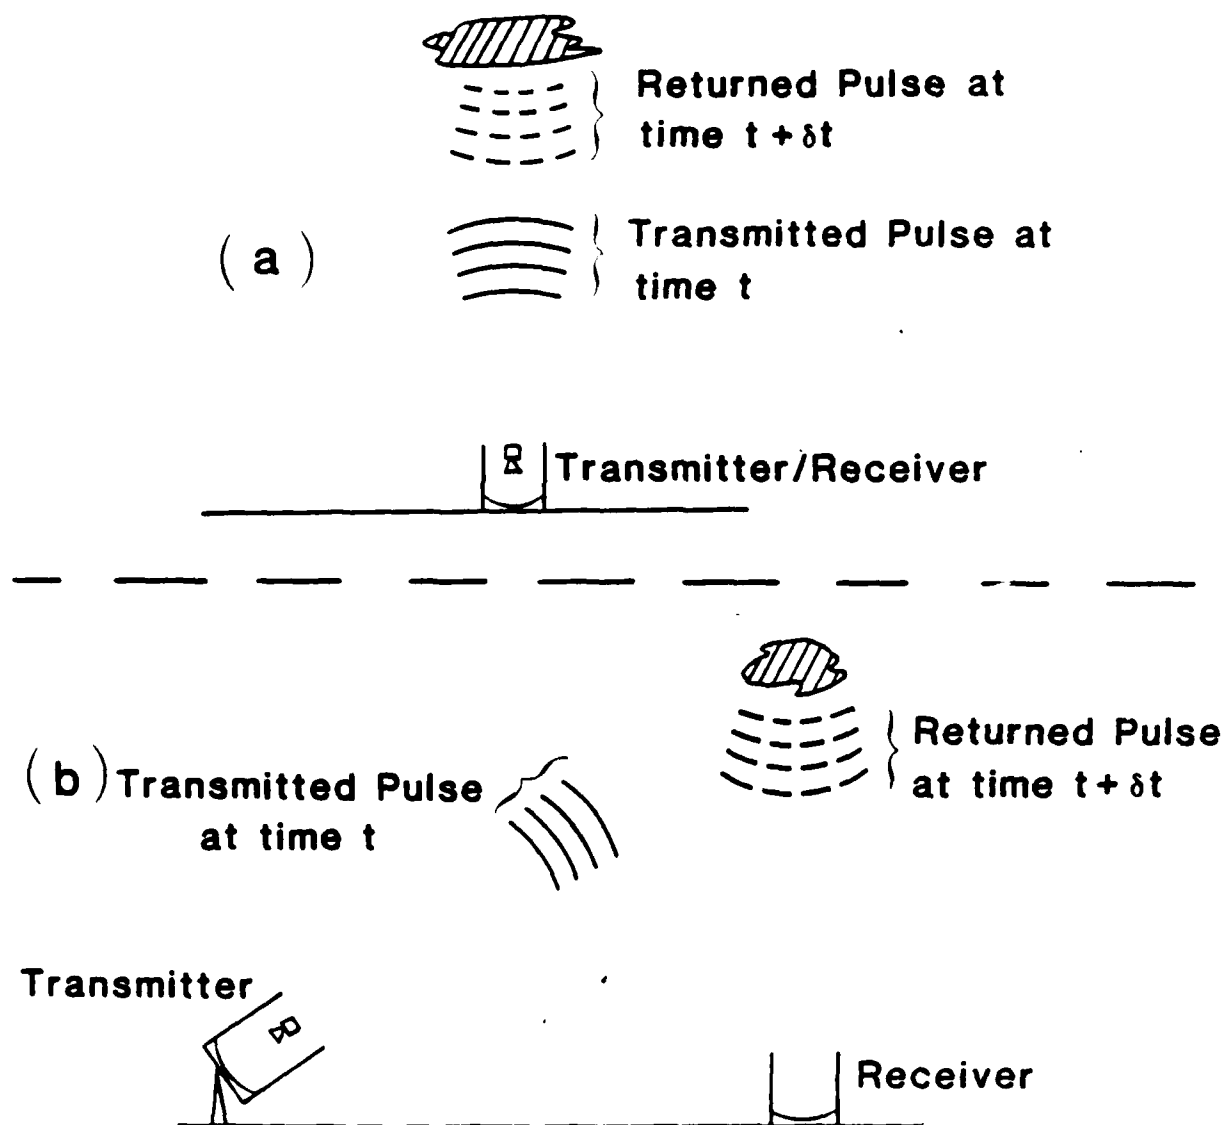 Returned Pulse at
time t + δt
(a)
Transmitted Pulse at
time t
Transmitter/Receiver
Returned Pulse
at time t + δt
(b) Transmitted Pulse
at time t
Transmitter
Receiver